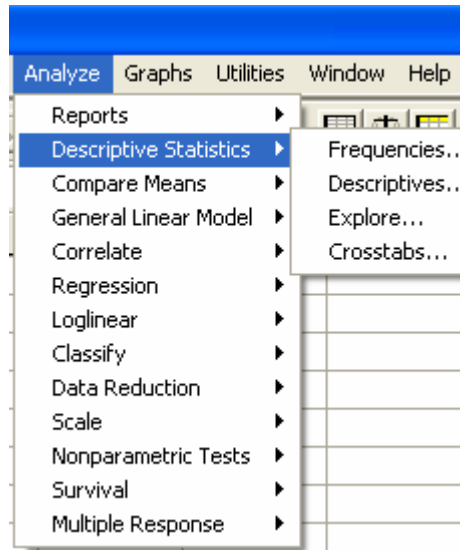 Analyze Graphs Utilities Window Help
Reports
Descriptive Statistics
Compare Means
General Linear Model
Correlate
Regression
Loglinear
Classify
Data Reduction
Scale
Nonparametric Tests
Survival
Multiple Response
Frequencies..
Descriptives..
Explore...
Crosstabs...